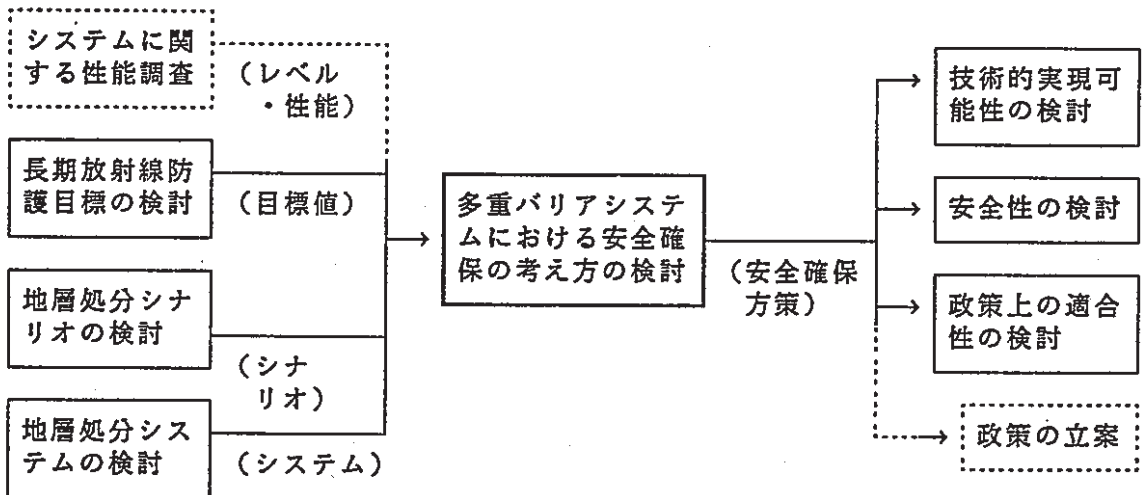 システムに関
する性能調査
（レベル
・性能）
長期放射線防
護目標の検討
（目標値）
地層処分シナ
リオの検討
（シナ
リオ）
地層処分シス
テムの検討
（システム）
多重バリアシステ
ムにおける安全確
保の考え方の検討
（安全確保
方策）
技術的実現可
能性の検討
安全性の検討
政策上の適合
性の検討
政策の立案